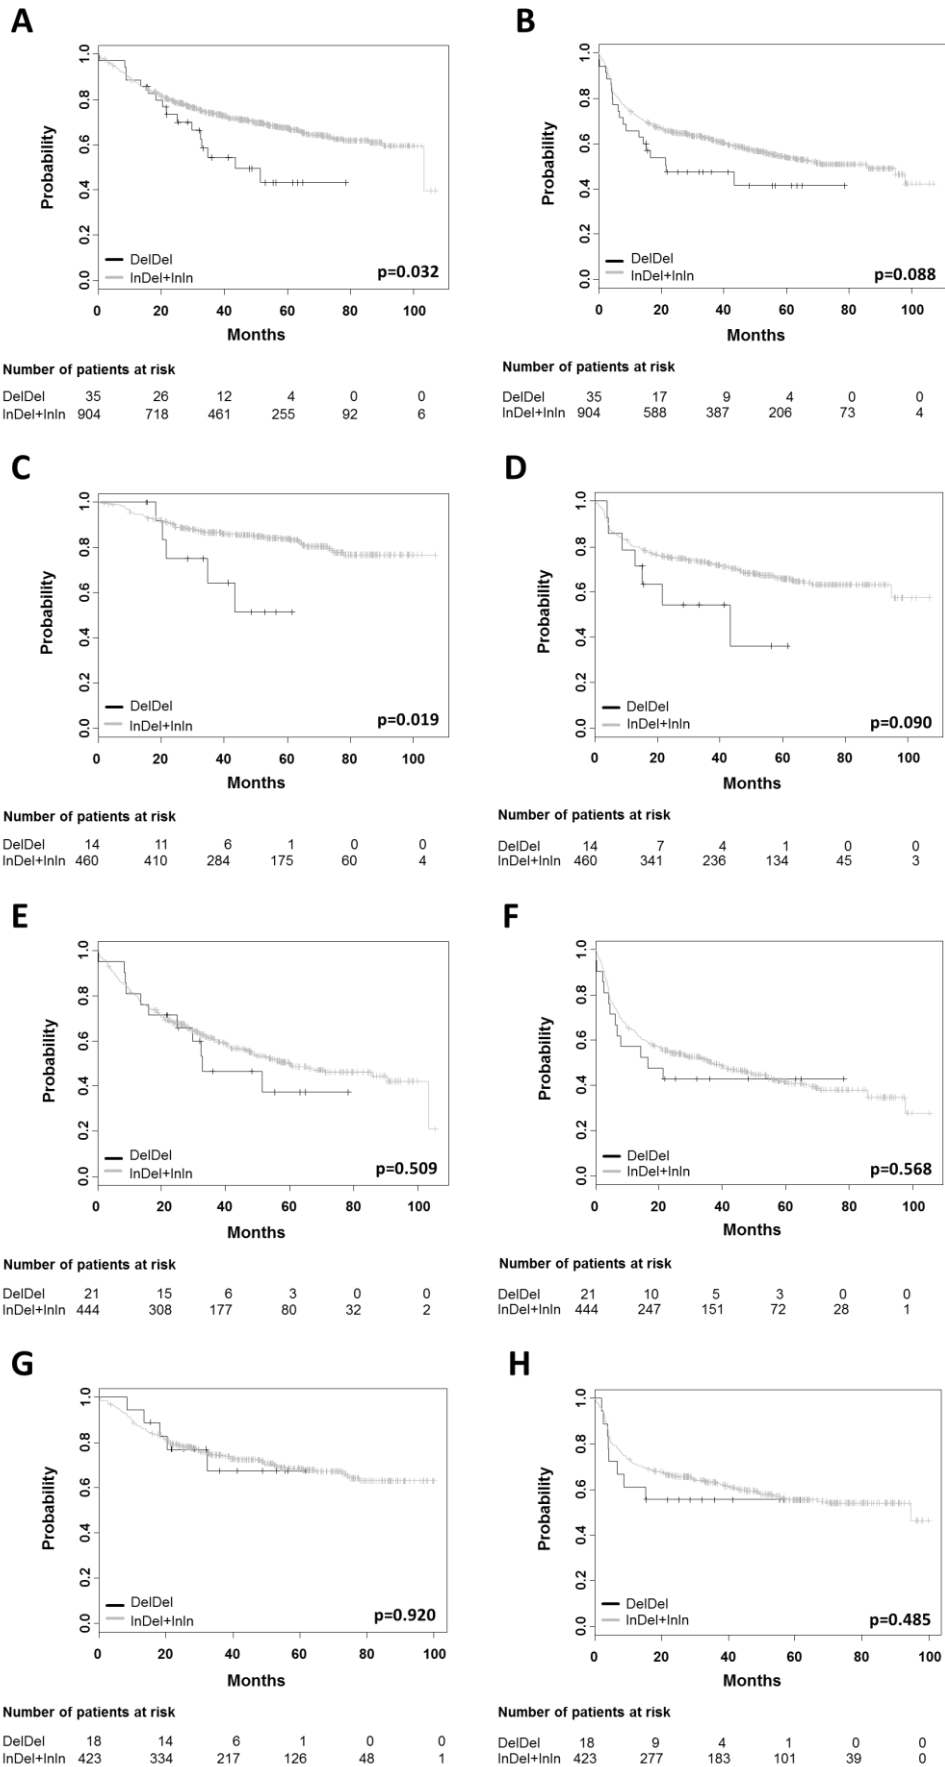 A
Probability
1.0
0.8
0.6
0.4
0.2
0.0
DelDel
InDel+InIn
p=0.032
0 20 40 60 80 100
Months
Number of patients at risk
DelDel 35 26 12 4 0 0
InDel+InIn 904 718 461 255 92 6
B
Probability
1.0
0.8
0.6
0.4
0.2
0.0
DelDel
InDel+InIn
p=0.088
0 20 40 60 80 100
Months
Number of patients at risk
DelDel 35 17 9 4 0 0
InDel+InIn 904 588 387 206 73 4
C
Probability
1.0
0.8
0.6
0.4
0.2
0.0
DelDel
InDel+InIn
p=0.019
0 20 40 60 80 100
Months
Number of patients at risk
DelDel 14 11 6 1 0 0
InDel+InIn 460 410 284 175 60 4
D
Probability
1.0
0.8
0.6
0.4
0.2
0.0
DelDel
InDel+InIn
p=0.090
0 20 40 60 80 100
Months
Number of patients at risk
DelDel 14 7 4 1 0 0
InDel+InIn 460 341 236 134 45 3
E
Probability
1.0
0.8
0.6
0.4
0.2
0.0
DelDel
InDel+InIn
p=0.509
0 20 40 60 80 100
Months
Number of patients at risk
DelDel 21 15 6 3 0 0
InDel+InIn 444 308 177 80 32 2
F
Probability
1.0
0.8
0.6
0.4
0.2
0.0
DelDel
InDel+InIn
p=0.568
0 20 40 60 80 100
Months
Number of patients at risk
DelDel 21 10 5 3 0 0
InDel+InIn 444 247 151 72 28 1
G
Probability
1.0
0.8
0.6
0.4
0.2
0.0
DelDel
InDel+InIn
p=0.920
0 20 40 60 80 100
Months
Number of patients at risk
DelDel 18 14 6 1 0 0
InDel+InIn 423 334 217 126 48 1
H
Probability
1.0
0.8
0.6
0.4
0.2
0.0
DelDel
InDel+InIn
p=0.485
0 20 40 60 80 100
Months
Number of patients at risk
DelDel 18 9 4 1 0 0
InDel+InIn 423 277 183 101 39 0